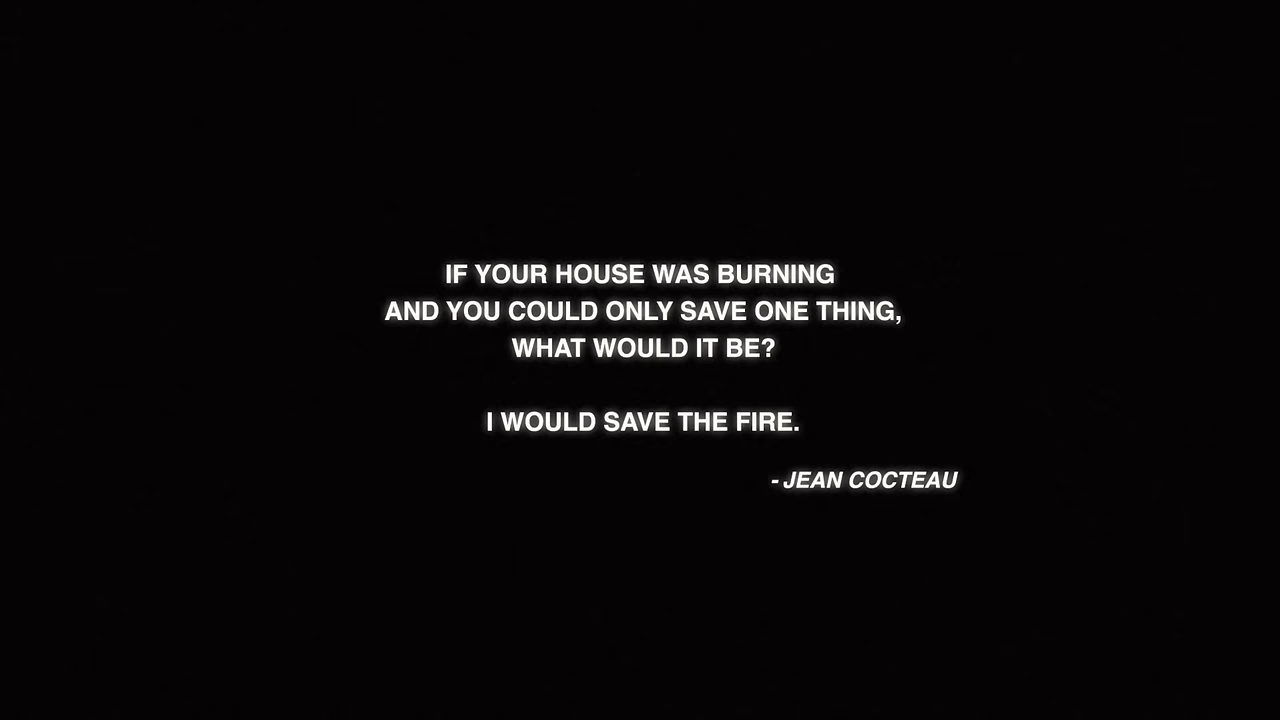 IF YOUR HOUSE WAS BURNING
AND YOU COULD ONLY SAVE ONE THING,
WHAT WOULD IT BE?
I WOULD SAVE THE FIRE.
- JEAN COCTEAU